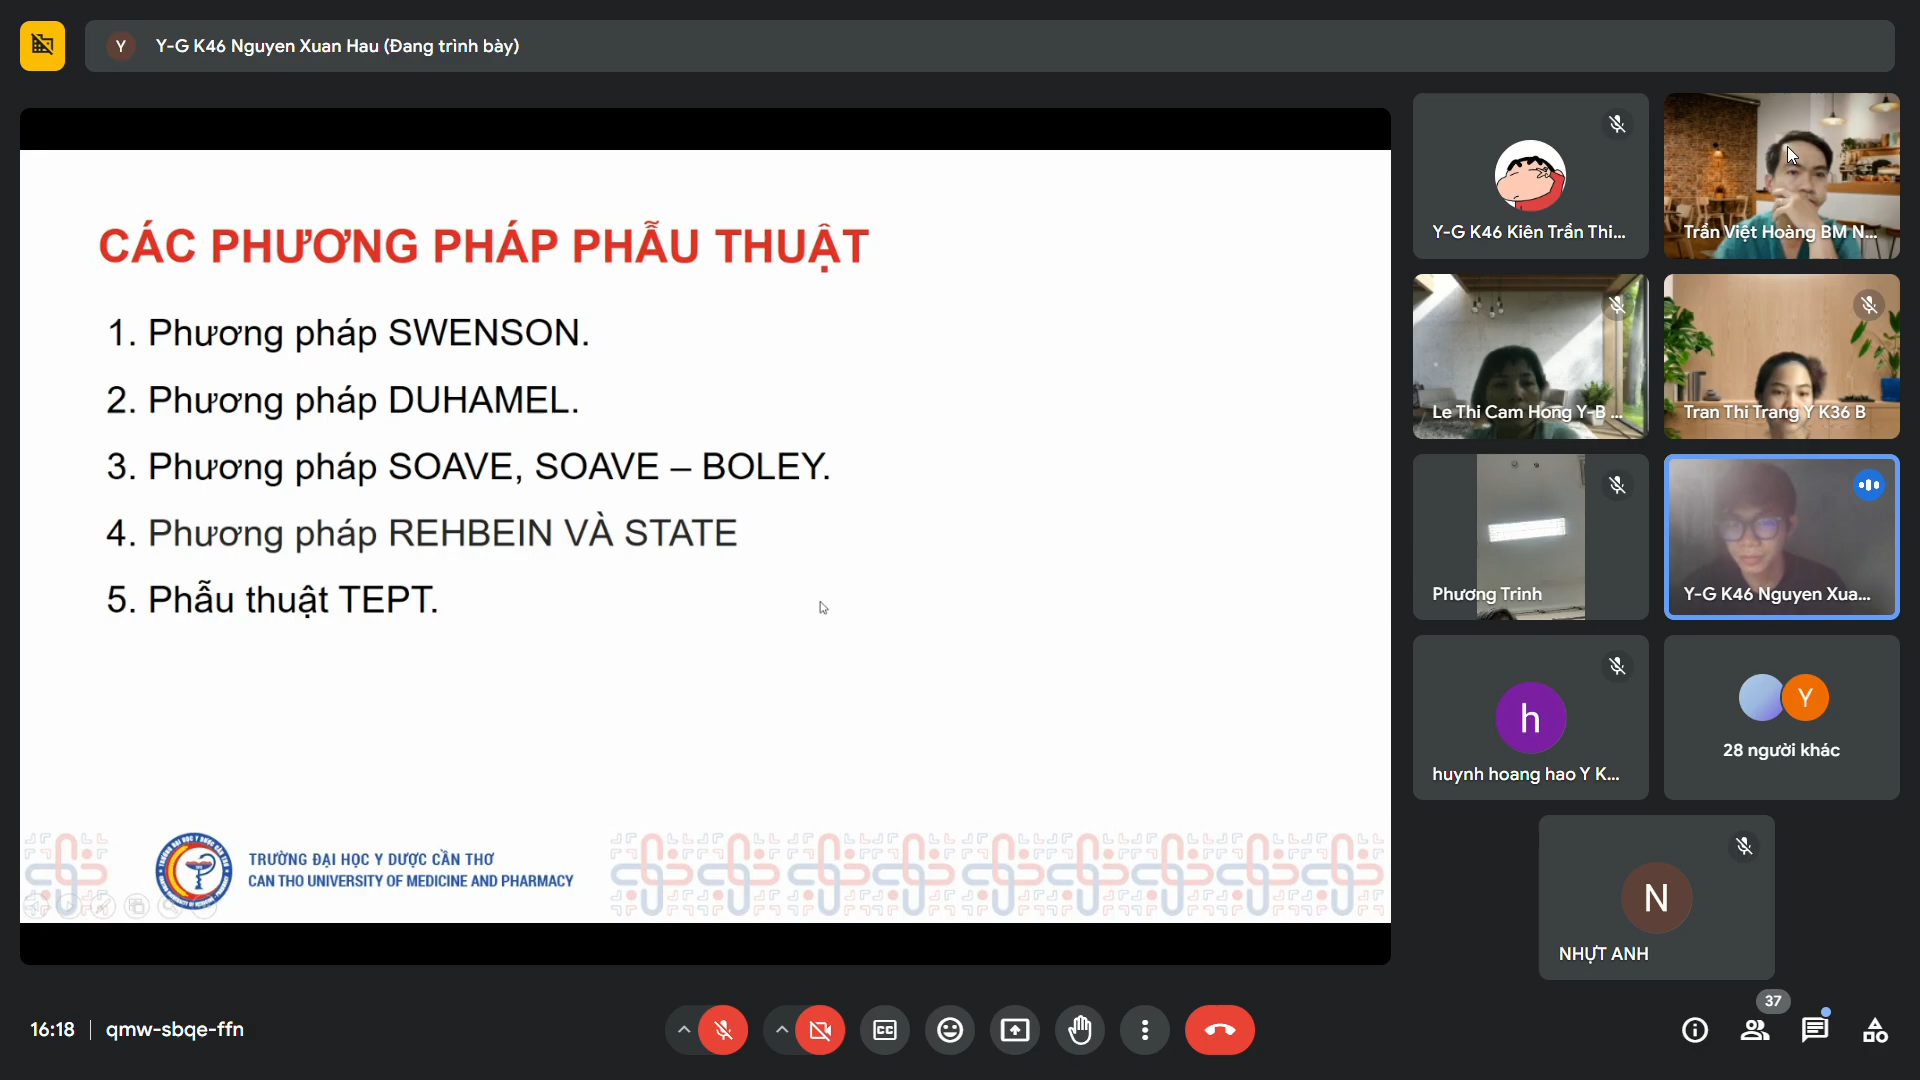 Y
Y-G K46 Nguyen Xuan Hau (Đang trình bày)
CÁC PHƯƠNG PHÁP PHẪU THUẬT
1. Phương pháp SWENSON.
2. Phương pháp DUHAMEL.
3. Phương pháp SOAVE, SOAVE – BOLEY.
4. Phương pháp REHBEIN VÀ STATE
5. Phẫu thuật TEPT.
TRƯỜNG ĐẠI HỌC Y DƯỢC CẦN THƠ
CAN THO UNIVERSITY OF MEDICINE AND PHARMACY
Y-G K46 Kiên Trần Thi...
Trần Việt Hoàng BM N...
Le Thi Cam Hong Y-B ...
Tran Thi Trang Y K36 B
Phương Trinh
Y-G K46 Nguyen Xua...
h
huynh hoang hao Y K...
Y
28 người khác
N
NHỰT ANH
16:18
qmw-sbqe-ffn
CC
37